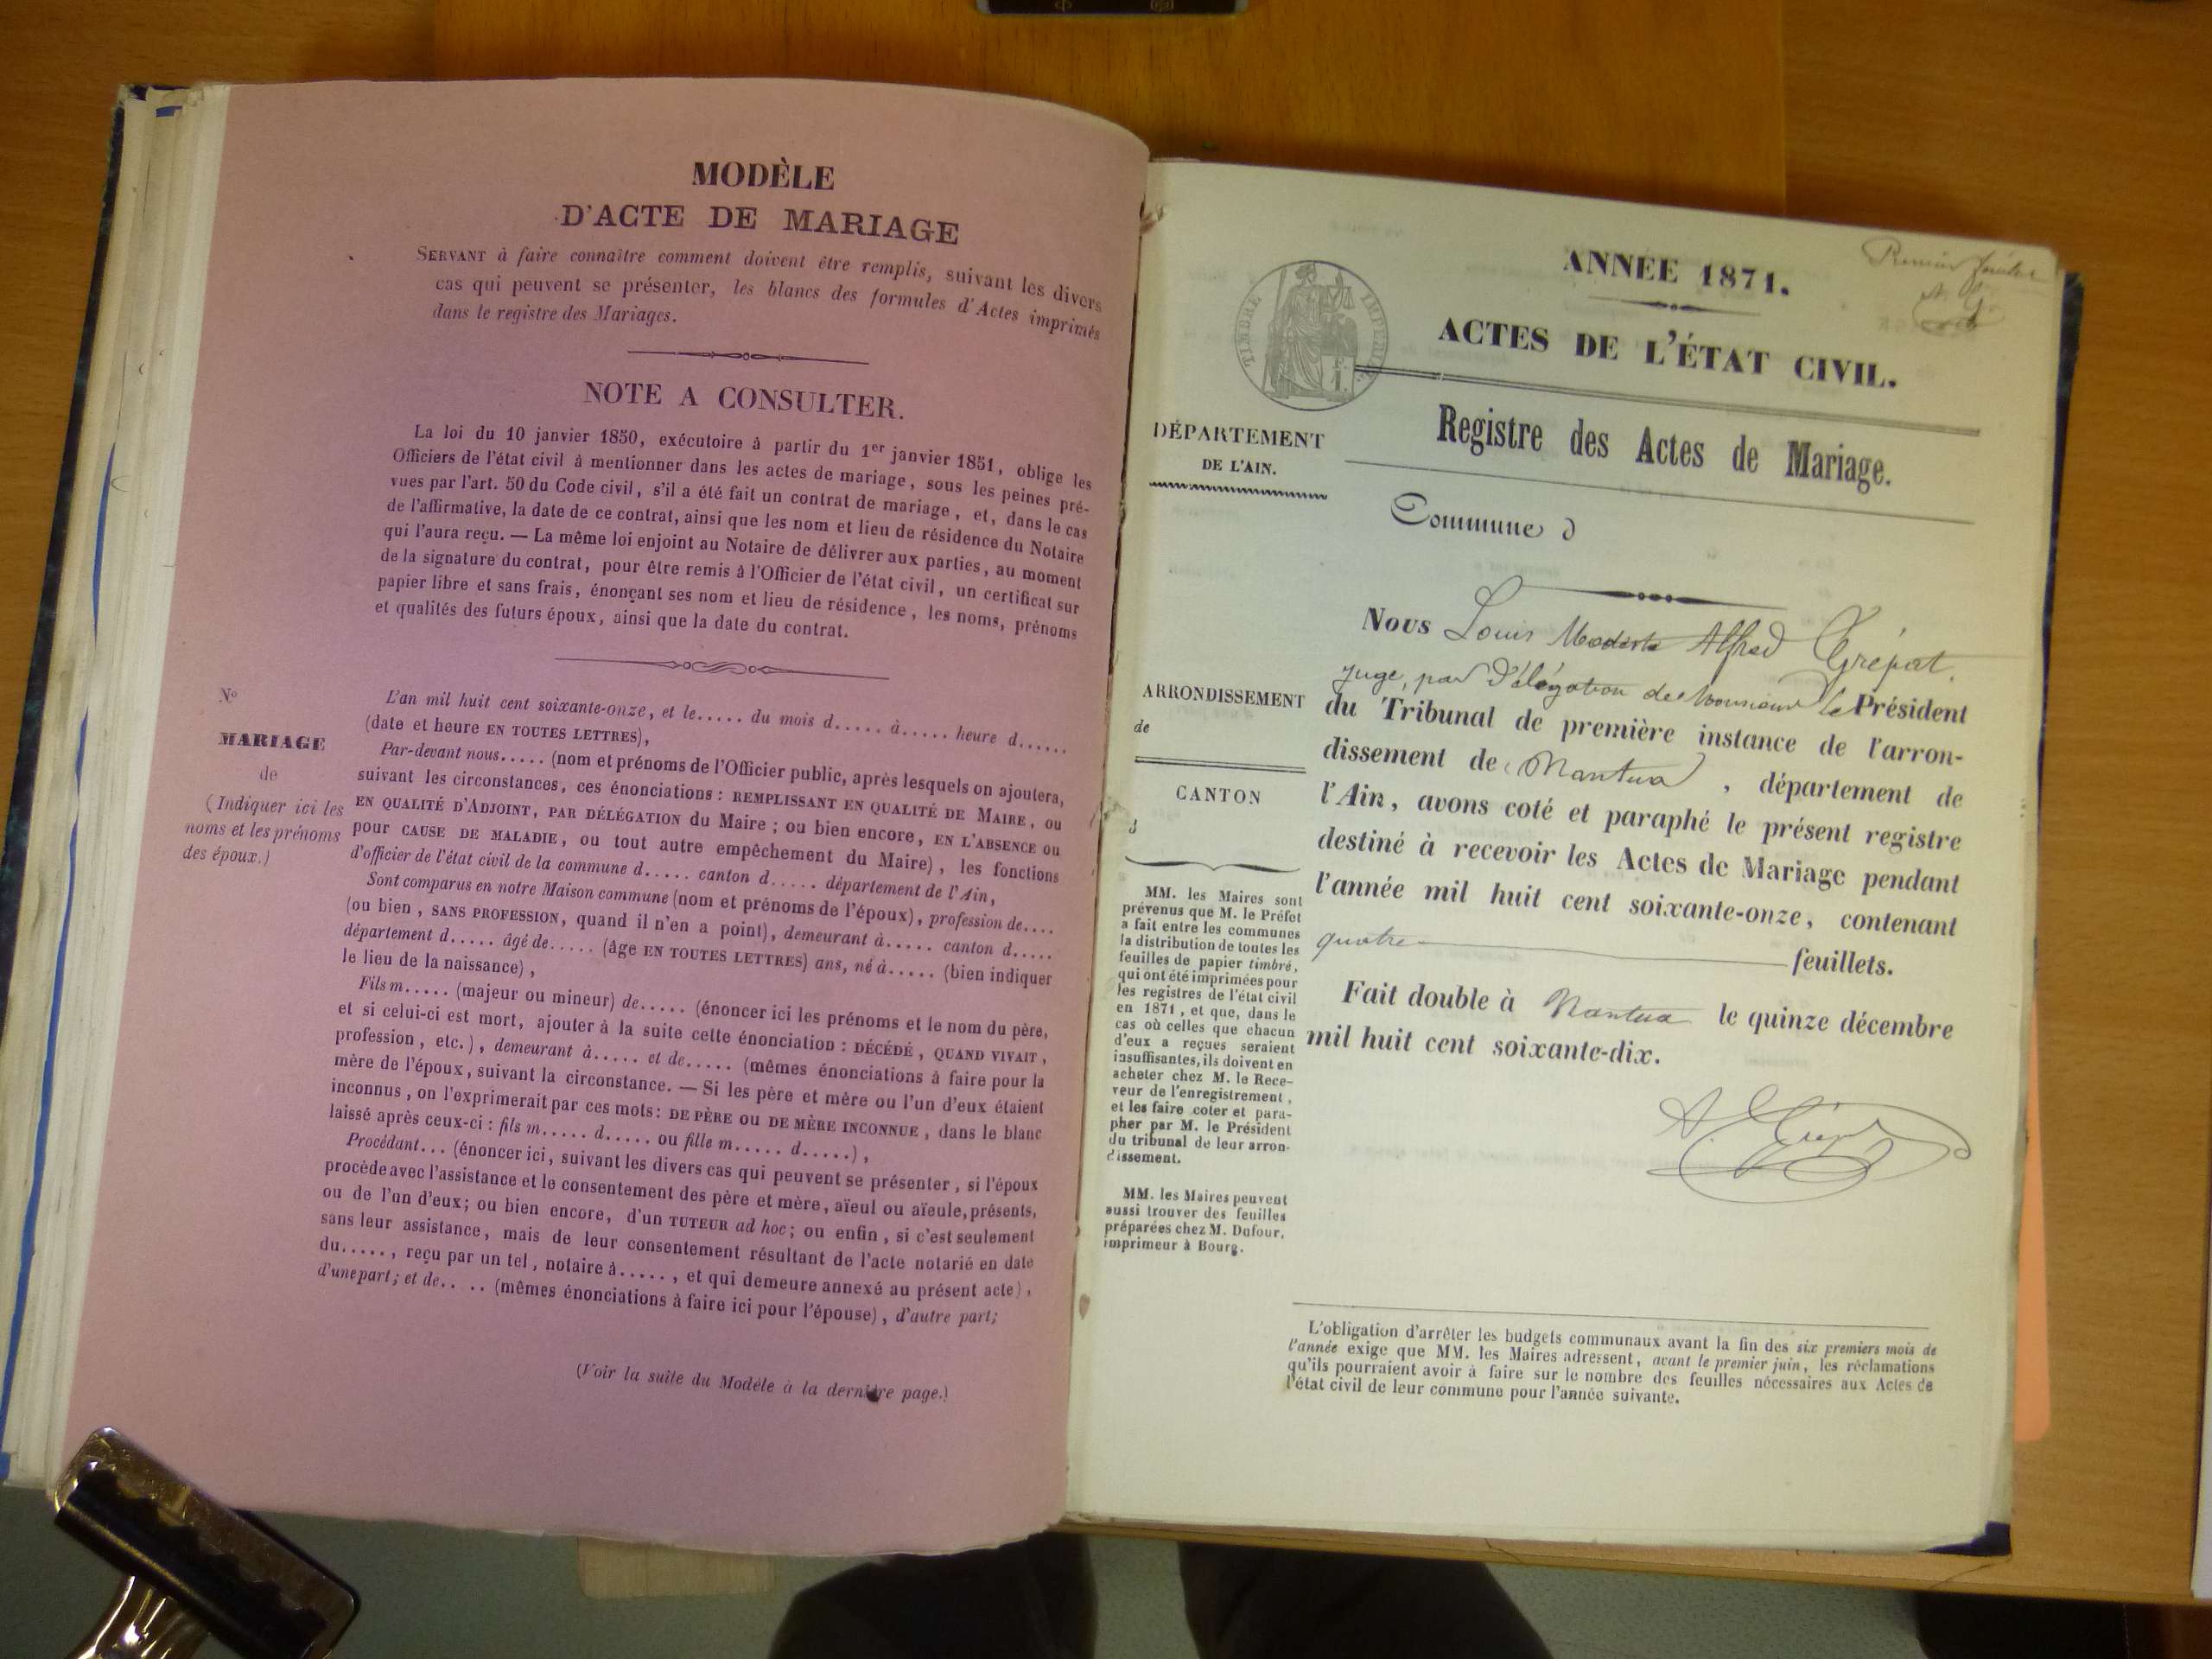 MODÈLE
D'ACTE DE MARIAGE
SERVANT à faire connaître comment doivent être remplis, suivant les divers
cas qui peuvent se présenter, les blancs des formules d'Actes imprimés
dans le registre des Mariages.
NOTE A CONSULTER.
La loi du 10 janvier 1850, exécutoire à partir du 1er janvier 1851, oblige les
Officiers de l'état civil à mentionner dans les actes de mariage, sous les peines pré-
vues par l'art. 50 du Code civil, s'il a été fait un contrat de mariage, et, dans le cas
de l'affirmative, la date de ce contrat, ainsi que les nom et lieu de résidence du Notaire
qui l'aura reçu. — La même loi enjoint au Notaire de délivrer aux parties, au moment
de la signature du contrat, pour être remis à l'Officier de l'état civil, un certificat sur
papier libre et sans frais, énonçant ses nom et lieu de résidence, les noms, prénoms
et qualités des futurs époux, ainsi que la date du contrat.
No
MARIAGE
de
(Indiquer ici les
noms et les prénoms
des époux.)
L'an mil huit cent soixante-onze, et le..... du mois d..... à..... heure d......
(date et heure EN TOUTES LETTRES),
Par-devant nous..... (nom et prénoms de l'Officier public, après lesquels on ajoutera,
suivant les circonstances, ces énonciations : REMPLISSANT EN QUALITÉ DE MAIRE, ou
EN QUALITÉ D'ADJOINT, PAR DÉLÉGATION du Maire ; ou bien encore, EN L'ABSENCE ou
pour CAUSE DE MALADIE, ou tout autre empêchement du Maire), les fonctions
d'officier de l'état civil de la commune d..... canton d..... département de l'Ain,
Sont comparus en notre Maison commune (nom et prénoms de l'époux), profession de....
(ou bien, SANS PROFESSION, quand il n'en a point), demeurant à..... canton d.....
département d..... âgé de..... (âge EN TOUTES LETTRES) ans, né à..... (bien indiquer
le lieu de la naissance),
Fils m..... (majeur ou mineur) de..... (énoncer ici les prénoms et le nom du père,
et si celui-ci est mort, ajouter à la suite cette énonciation : DÉCÉDÉ, QUAND VIVAIT,
profession, etc.), demeurant à..... et de..... (mêmes énonciations à faire pour la
mère de l'époux, suivant la circonstance. — Si les père et mère ou l'un d'eux étaient
inconnus, on l'exprimerait par ces mots : DE PÈRE OU DE MÈRE INCONNUE, dans le blanc
laissé après ceux-ci : fils m..... d..... ou fille m..... d.....),
Procédant... (énoncer ici, suivant les divers cas qui peuvent se présenter, si l'époux
procède avec l'assistance et le consentement des père et mère, aïeul ou aïeule, présents,
ou de l'un d'eux; ou bien encore, d'un TUTEUR ad hoc; ou enfin, si c'est seulement
sans leur assistance, mais de leur consentement résultant de l'acte notarié en date
du....., reçu par un tel, notaire à....., et qui demeure annexé au présent acte),
d'une part; et de.. .. (mêmes énonciations à faire ici pour l'épouse), d'autre part;
(Voir la suite du Modèle à la dernière page.)
Premier
ANNÉE 1871.
TIMBRE IMPÉRIAL
ACTES DE L'ÉTAT CIVIL.
DÉPARTEMENT
DE L'AIN.
Registre des Actes de Mariage.
Commune d
ARRONDISSEMENT
de
CANTON
d
MM. les Maires sont
prévenus que M. le Préfet
a fait entre les communes
la distribution de toutes les
feuilles de papier timbré,
qui ont été imprimées pour
les registres de l'état civil
en 1871, et que, dans le
cas où celles que chacun
d'eux a reçues seraient
insuffisantes, ils doivent en
acheter chez M. le Rece-
veur de l'enregistrement,
et les faire coter et para-
pher par M. le Président
du tribunal de leur arron-
dissement.
MM. les Maires peuvent
aussi trouver des feuilles
préparées chez M. Dufour,
imprimeur à Bourg.
Nous Louis Modeste Alfred Grépat,
juge, par Délégation de Monsieur le Président
du Tribunal de première instance de l'arron-
dissement de Nantua, département de
l'Ain, avons coté et paraphé le présent registre
destiné à recevoir les Actes de Mariage pendant
l'année mil huit cent soixante-onze, contenant
quatre feuillets.
Fait double à Nantua le quinze décembre
mil huit cent soixante-dix.
L'obligation d'arrêter les budgets communaux avant la fin des six premiers mois de
l'année exige que MM. les Maires adressent, avant le premier juin, les réclamations
qu'ils pourraient avoir à faire sur le nombre des feuilles nécessaires aux Actes de
l'état civil de leur commune pour l'année suivante.